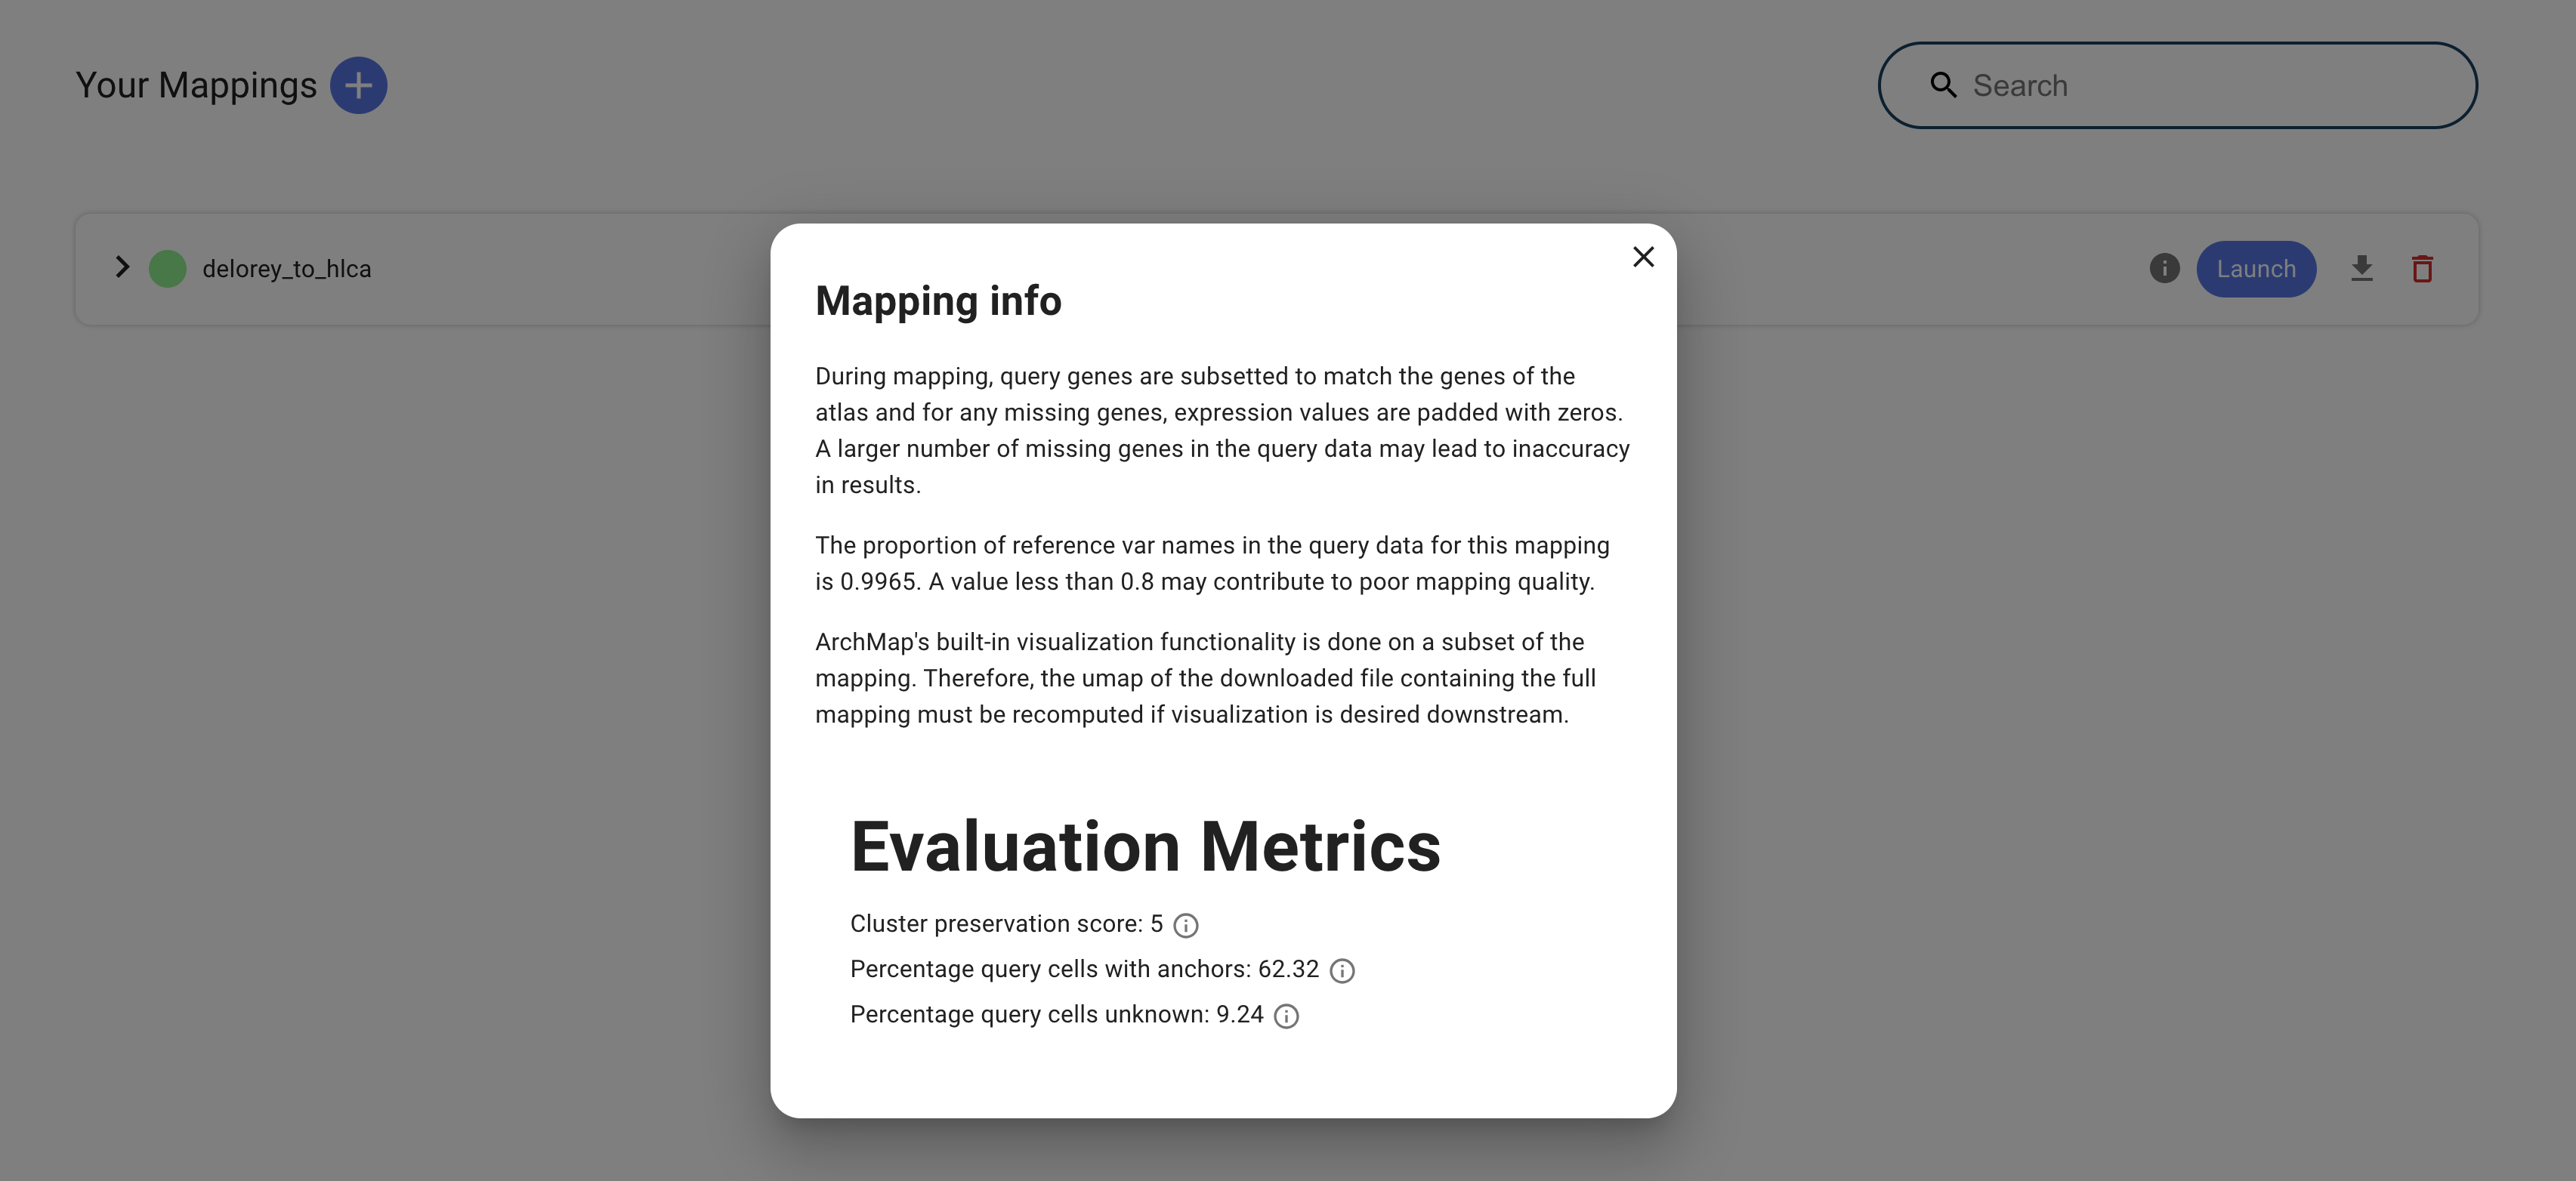 Your Mappings
Search
delorey_to_hlca
Launch
Mapping info
During mapping, query genes are subsetted to match the genes of the
atlas and for any missing genes, expression values are padded with zeros.
A larger number of missing genes in the query data may lead to inaccuracy
in results.
The proportion of reference var names in the query data for this mapping
is 0.9965. A value less than 0.8 may contribute to poor mapping quality.
ArchMap's built-in visualization functionality is done on a subset of the
mapping. Therefore, the umap of the downloaded file containing the full
mapping must be recomputed if visualization is desired downstream.
Evaluation Metrics
Cluster preservation score: 5
Percentage query cells with anchors: 62.32
Percentage query cells unknown: 9.24